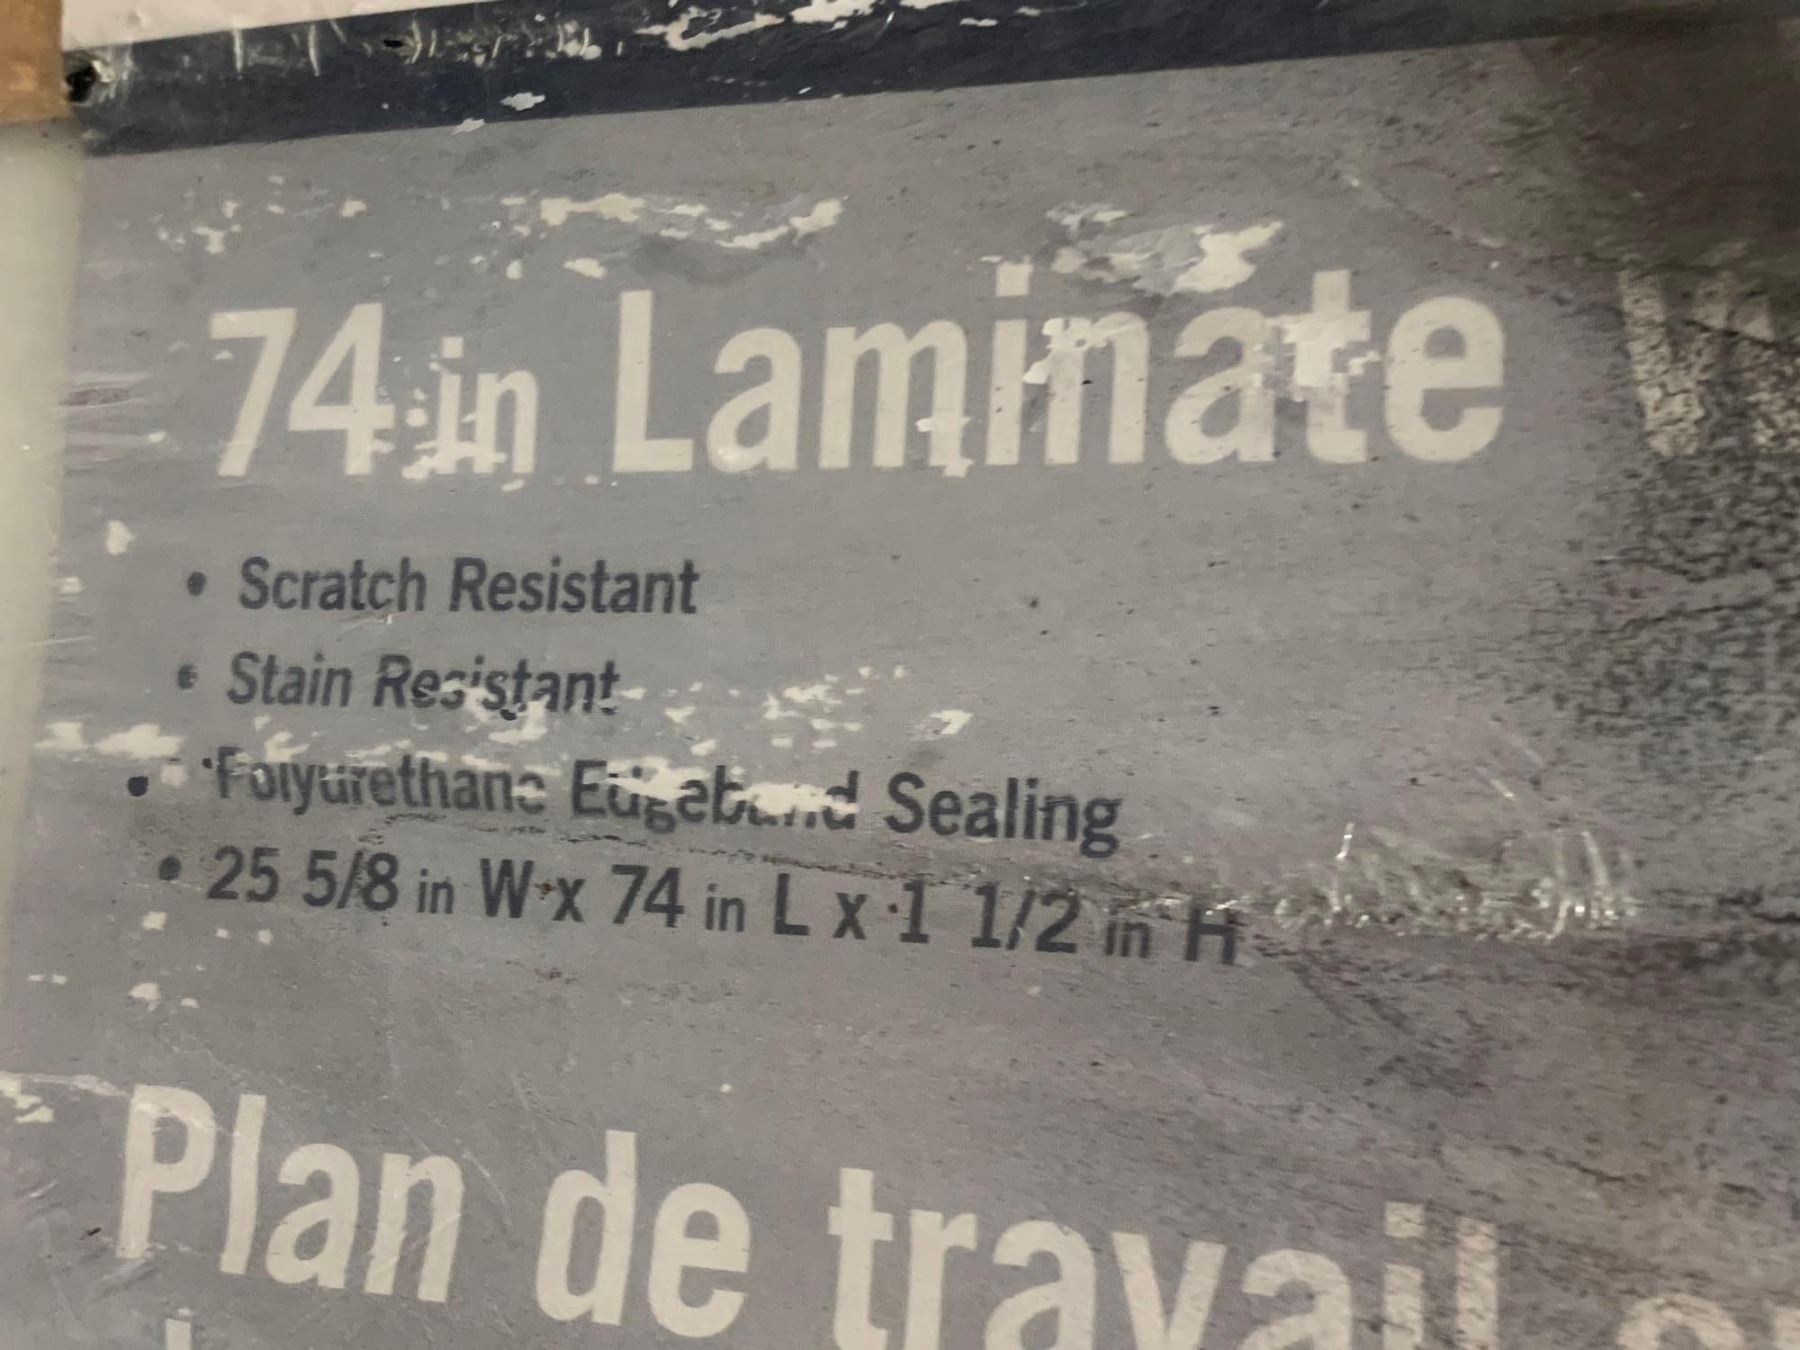 74 in Laminate
• Scratch Resistant
• Stain Resistant
• Polyurethane Edgeband Sealing
• 25 5/8 in W x 74 in L x 1 1/2 in H
Plan de travail